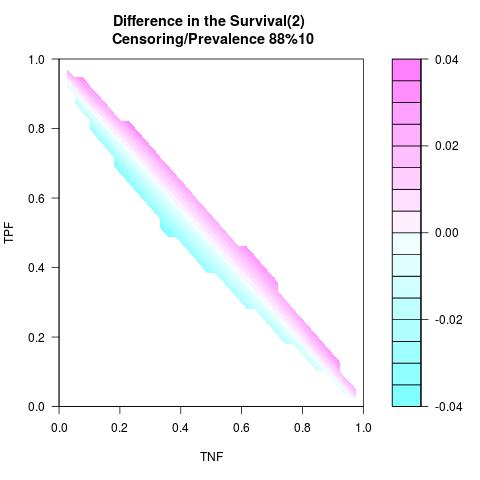 Difference in the Survival(2)
Censoring/Prevalence 88%10
1.0
0.8
0.6
0.4
0.2
0.0
TPF
0.0 0.2 0.4 0.6 0.8 1.0
TNF
0.04
0.02
0.00
-0.02
-0.04